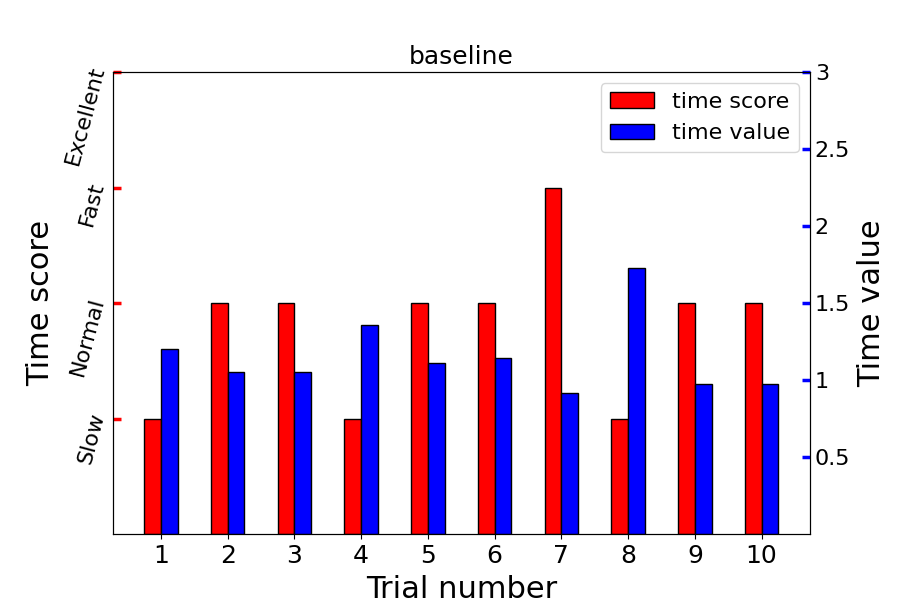 baseline
time score
time value
Time score
Excellent
Fast
Normal
Slow
3
2.5
2
1.5
1
0.5
Time value
1 2 3 4 5 6 7 8 9 10
Trial number